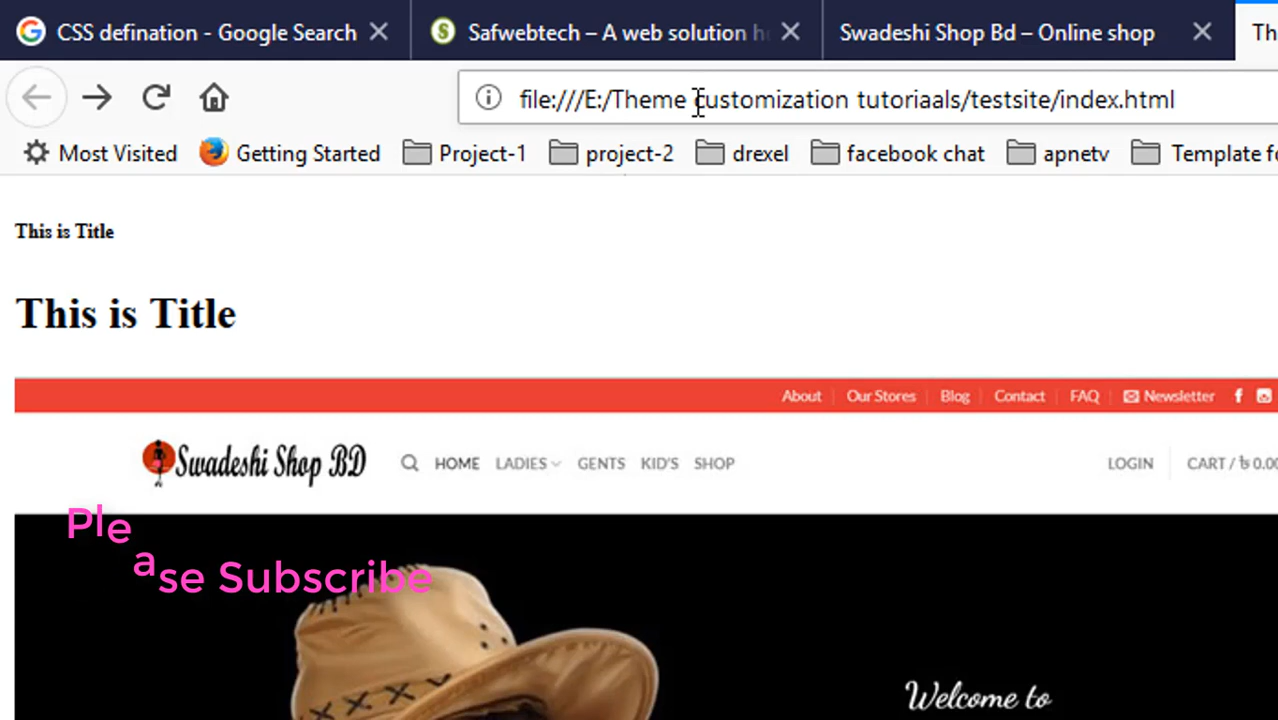 CSS defination - Google Search
Safwebtech – A web solution h
Swadeshi Shop Bd – Online shop
Th
file:///E:/Theme customization tutoriaals/testsite/index.html
Most Visited Getting Started Project-1 project-2 drexel facebook chat apnetv Template fo
This is Title
This is Title
About Our Stores Blog Contact FAQ Newsletter
Swadeshi Shop BD HOME LADIES GENTS KID'S SHOP LOGIN CART / ৳ 0.00
Please Subscribe
Welcome to